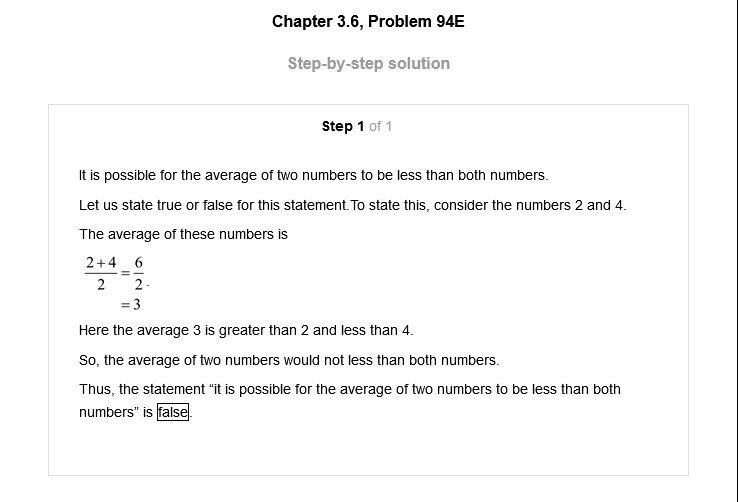 Chapter 3.6, Problem 94E
Step-by-step solution
Step 1 of 1
It is possible for the average of two numbers to be less than both numbers.
Let us state true or false for this statement.To state this, consider the numbers 2 and 4.
The average of these numbers is
2+4 / 2 = 6 / 2 .
= 3
Here the average 3 is greater than 2 and less than 4.
So, the average of two numbers would not less than both numbers.
Thus, the statement “it is possible for the average of two numbers to be less than both
numbers” is false.